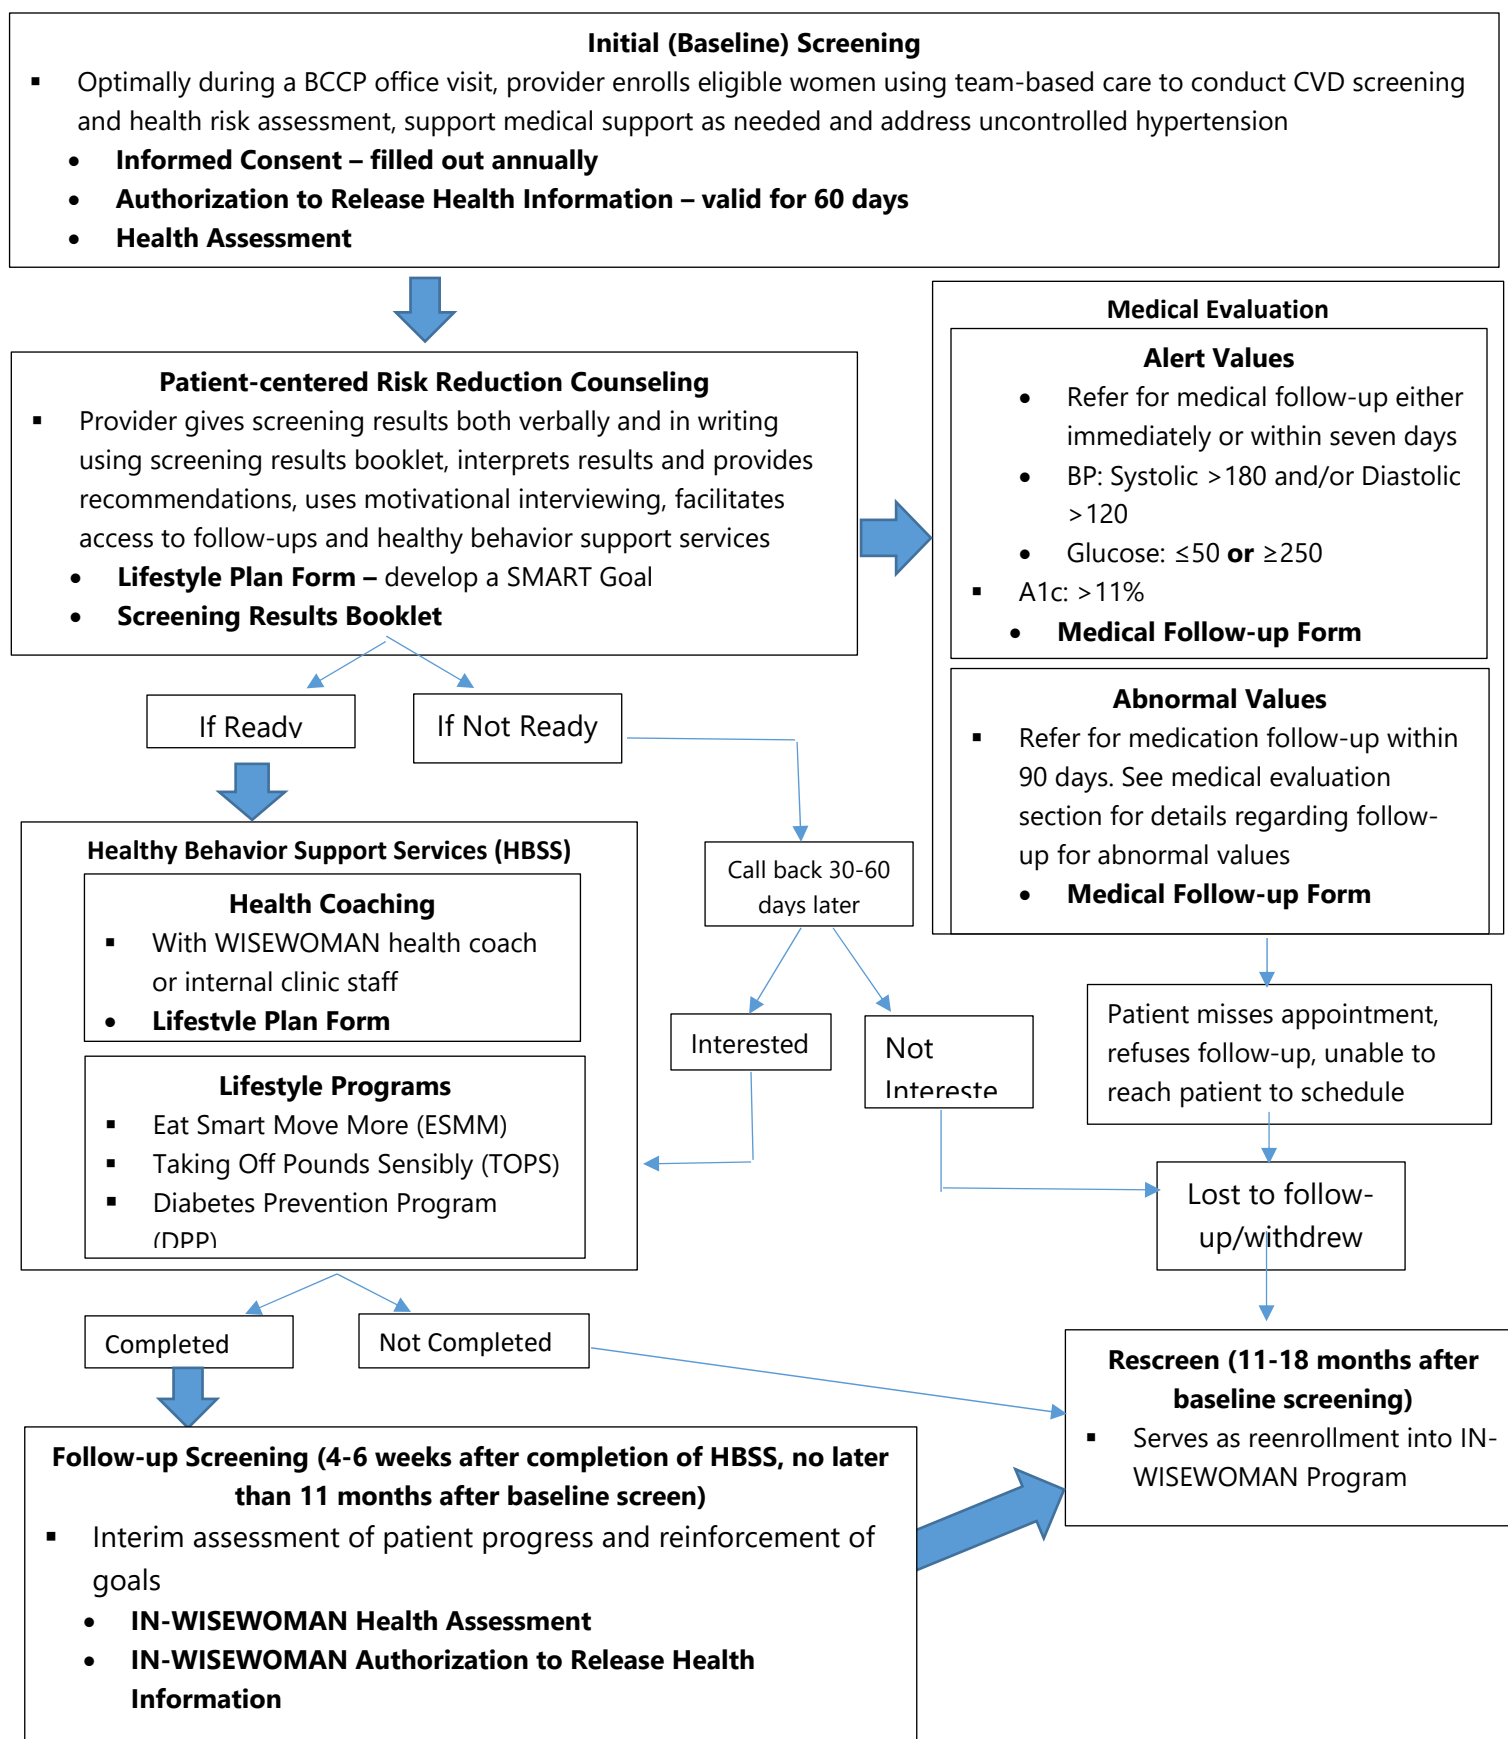 Initial (Baseline) Screening
▪ Optimally during a BCCP office visit, provider enrolls eligible women using team-based care to conduct CVD screening
and health risk assessment, support medical support as needed and address uncontrolled hypertension
• Informed Consent – filled out annually
• Authorization to Release Health Information – valid for 60 days
• Health Assessment
Patient-centered Risk Reduction Counseling
▪ Provider gives screening results both verbally and in writing
using screening results booklet, interprets results and provides
recommendations, uses motivational interviewing, facilitates
access to follow-ups and healthy behavior support services
• Lifestyle Plan Form – develop a SMART Goal
• Screening Results Booklet
Medical Evaluation
Alert Values
• Refer for medical follow-up either
immediately or within seven days
• BP: Systolic >180 and/or Diastolic
>120
• Glucose: ≤50 or ≥250
▪ A1c: >11%
• Medical Follow-up Form
Abnormal Values
▪ Refer for medication follow-up within
90 days. See medical evaluation
section for details regarding follow-
up for abnormal values
• Medical Follow-up Form
If Ready
If Not Ready
Healthy Behavior Support Services (HBSS)
Health Coaching
▪ With WISEWOMAN health coach
or internal clinic staff
• Lifestyle Plan Form
Lifestyle Programs
▪ Eat Smart Move More (ESMM)
▪ Taking Off Pounds Sensibly (TOPS)
▪ Diabetes Prevention Program
(DPP)
Call back 30-60
days later
Interested
Not
Intereste
Patient misses appointment,
refuses follow-up, unable to
reach patient to schedule
Lost to follow-
up/withdrew
Completed
Not Completed
Rescreen (11-18 months after
baseline screening)
▪ Serves as reenrollment into IN-
WISEWOMAN Program
Follow-up Screening (4-6 weeks after completion of HBSS, no later
than 11 months after baseline screen)
▪ Interim assessment of patient progress and reinforcement of
goals
• IN-WISEWOMAN Health Assessment
• IN-WISEWOMAN Authorization to Release Health
Information